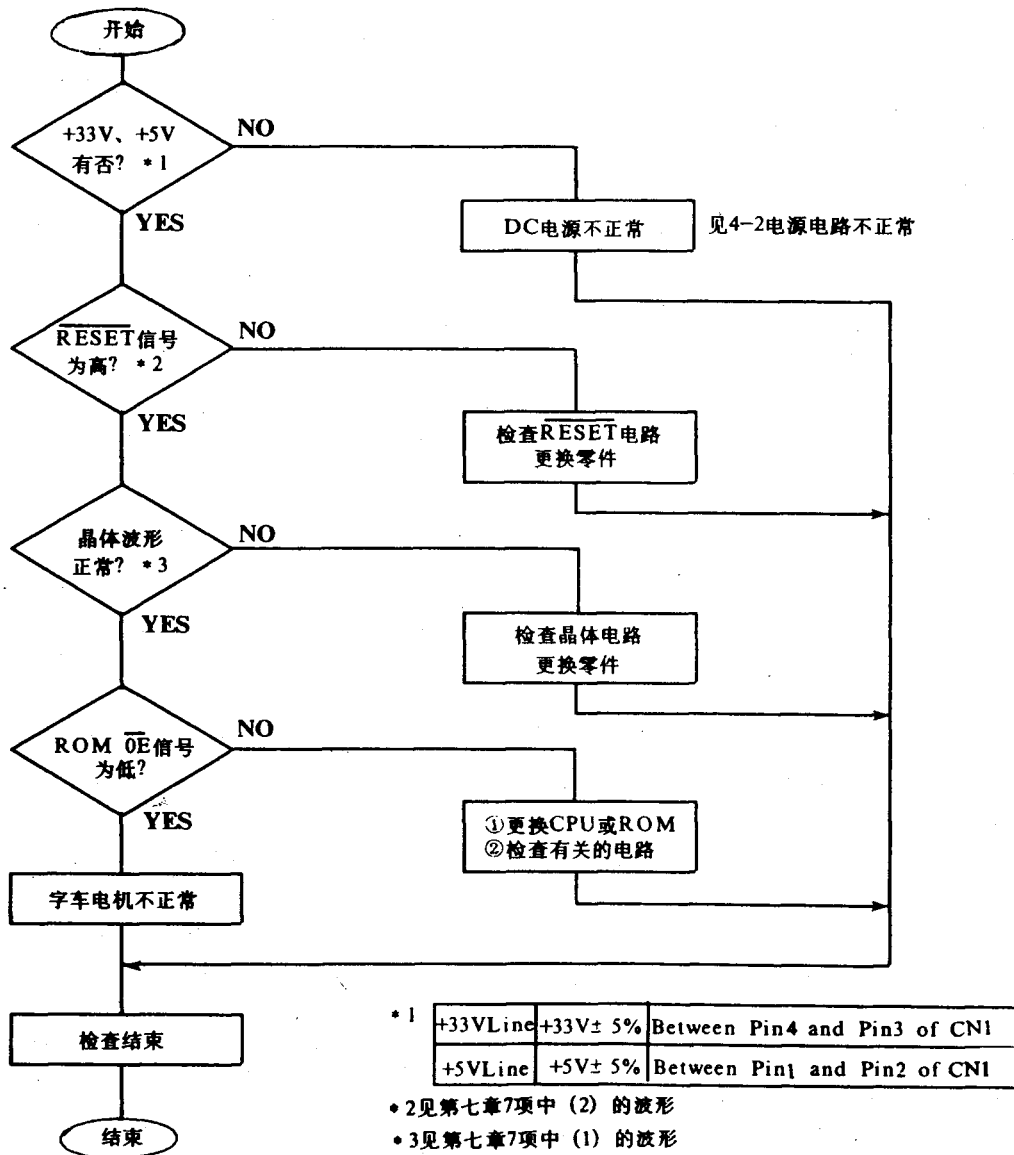 开始
+33V、+5V
有否? *1
NO
YES
DC电源不正常
见4-2电源电路不正常
RESET信号
为高? *2
NO
YES
检查RESET电路
更换零件
晶体波形
正常? *3
NO
YES
检查晶体电路
更换零件
ROM OE信号
为低?
NO
YES
①更换CPU或ROM
②检查有关的电路
字车电机不正常
检查结束
结束
*1
+33VLine +33V± 5% Between Pin4 and Pin3 of CN1
+5VLine +5V± 5% Between Pin1 and Pin2 of CN1
*2见第七章7项中(2)的波形
*3见第七章7项中(1)的波形